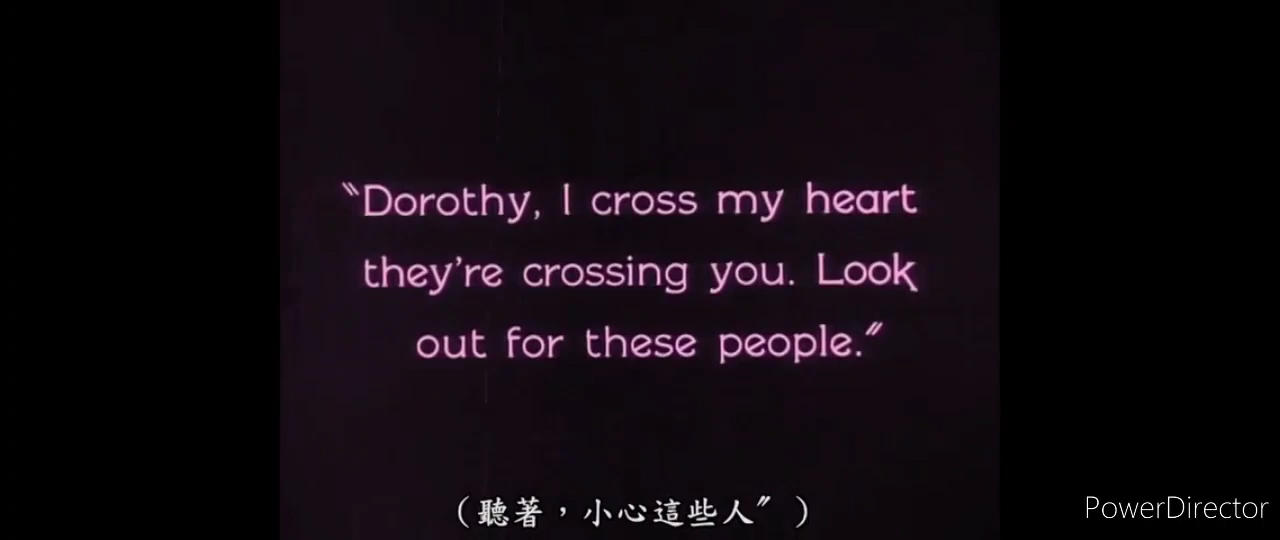 "Dorothy, I cross my heart
they're crossing you. Look
out for these people."
(聽著,小心這些人〞)
PowerDirector